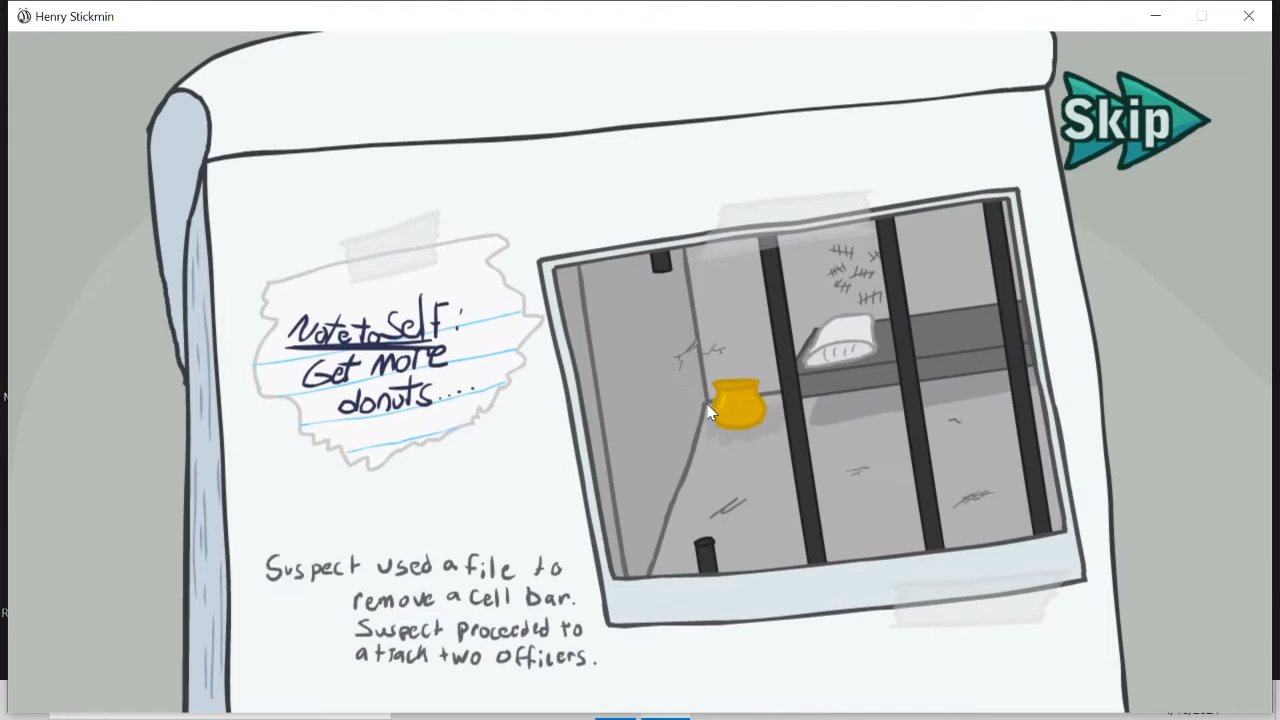 Henry Stickmin
Skip
Note to self:
Get more
donuts....
Suspect used a file to
remove a cell bar.
Suspect proceeded to
attack two officers.